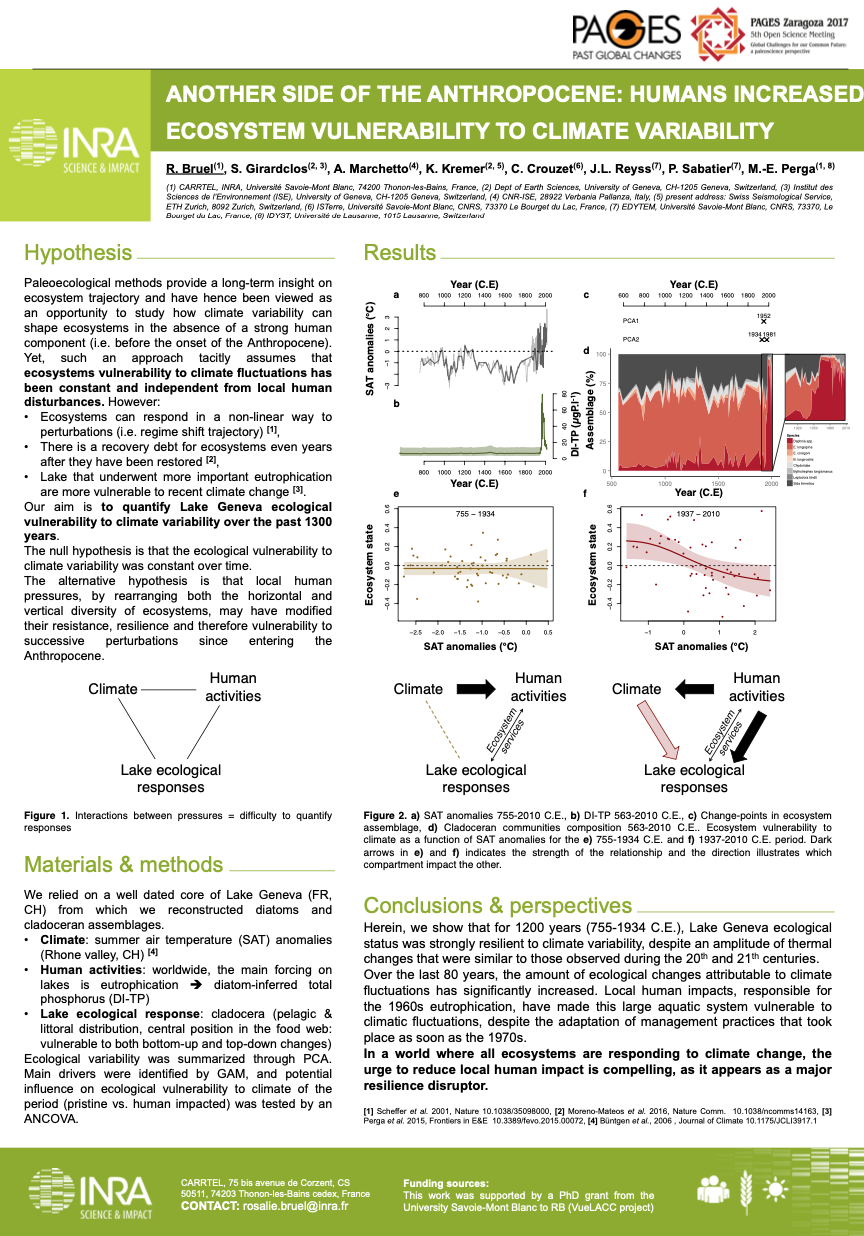 PAGES
PAST GLOBAL CHANGES
PAGES Zaragoza 2017
5th Open Science Meeting
Global Challenges for our Common Future:
a paleoscience perspective
INRA
SCIENCE & IMPACT
ANOTHER SIDE OF THE ANTHROPOCENE: HUMANS INCREASED
ECOSYSTEM VULNERABILITY TO CLIMATE VARIABILITY
R. Bruel(1), S. Girardclos(2, 3), A. Marchetto(4), K. Kremer(2, 5), C. Crouzet(6), J.L. Reyss(7), P. Sabatier(7), M.-E. Perga(1, 8)
(1) CARRTEL, INRA, Université Savoie-Mont Blanc, 74200 Thonon-les-Bains, France, (2) Dept of Earth Sciences, University of Geneva, CH-1205 Geneva, Switzerland, (3) Institut des
Sciences de l'Environnement (ISE), University of Geneva, CH-1205 Geneva, Switzerland, (4) CNR-ISE, 28922 Verbania Pallanza, Italy, (5) present address: Swiss Seismological Service,
ETH Zurich, 8092 Zurich, Switzerland, (6) ISTerre, Université Savoie-Mont Blanc, CNRS, 73370 Le Bourget du Lac, France, (7) EDYTEM, Université Savoie-Mont Blanc, CNRS, 73370, Le
Bourget du Lac, France, (8) IDYST, Université de Lausanne, 1015 Lausanne, Switzerland
Hypothesis
Paleoecological methods provide a long-term insight on
ecosystem trajectory and have hence been viewed as
an opportunity to study how climate variability can
shape ecosystems in the absence of a strong human
component (i.e. before the onset of the Anthropocene).
Yet, such an approach tacitly assumes that
ecosystems vulnerability to climate fluctuations has
been constant and independent from local human
disturbances. However:
• Ecosystems can respond in a non-linear way to
perturbations (i.e. regime shift trajectory) [1],
• There is a recovery debt for ecosystems even years
after they have been restored [2],
• Lake that underwent more important eutrophication
are more vulnerable to recent climate change [3].
Our aim is to quantify Lake Geneva ecological
vulnerability to climate variability over the past 1300
years.
The null hypothesis is that the ecological vulnerability to
climate variability was constant over time.
The alternative hypothesis is that local human
pressures, by rearranging both the horizontal and
vertical diversity of ecosystems, may have modified
their resistance, resilience and therefore vulnerability to
successive perturbations since entering the
Anthropocene.
Climate
Human
activities
Lake ecological
responses
Figure 1. Interactions between pressures = difficulty to quantify
responses
Materials & methods
We relied on a well dated core of Lake Geneva (FR,
CH) from which we reconstructed diatoms and
cladoceran assemblages.
• Climate: summer air temperature (SAT) anomalies
(Rhone valley, CH) [4]
• Human activities: worldwide, the main forcing on
lakes is eutrophication ➔ diatom-inferred total
phosphorus (DI-TP)
• Lake ecological response: cladocera (pelagic &
littoral distribution, central position in the food web:
vulnerable to both bottom-up and top-down changes)
Ecological variability was summarized through PCA.
Main drivers were identified by GAM, and potential
influence on ecological vulnerability to climate of the
period (pristine vs. human impacted) was tested by an
ANCOVA.
Results
Year (C.E)
a
800 1000 1200 1400 1600 1800 2000
SAT anomalies (°C)
3
2
1
0
−1
−3
b
DI-TP (µgP.l-1)
80
60
40
20
0
800 1000 1200 1400 1600 1800 2000
Year (C.E)
Year (C.E)
c
600 800 1000 1200 1400 1600 1800 2000
PCA1
1952
PCA2
1934 1981
d
Assemblage (%)
100
75
50
25
0
500 1000 1500 2000
Year (C.E)
Species
e
755 − 1934
Ecosystem state
0.6
0.4
0.2
0.0
−0.2
−0.4
−2.5 −2.0 −1.5 −1.0 −0.5 0.0 0.5
SAT anomalies (°C)
f
1937 − 2010
Ecosystem state
0.6
0.4
0.2
0.0
−0.2
−0.4
−1 0 1 2
SAT anomalies (°C)
Climate
Human
activities
Ecosystem
services
Lake ecological
responses
Climate
Human
activities
Ecosystem
services
Lake ecological
responses
Figure 2. a) SAT anomalies 755-2010 C.E., b) DI-TP 563-2010 C.E., c) Change-points in ecosystem
assemblage, d) Cladoceran communities composition 563-2010 C.E.. Ecosystem vulnerability to
climate as a function of SAT anomalies for the e) 755-1934 C.E. and f) 1937-2010 C.E. period. Dark
arrows in e) and f) indicates the strength of the relationship and the direction illustrates which
compartment impact the other.
Conclusions & perspectives
Herein, we show that for 1200 years (755-1934 C.E.), Lake Geneva ecological
status was strongly resilient to climate variability, despite an amplitude of thermal
changes that were similar to those observed during the 20th and 21th centuries.
Over the last 80 years, the amount of ecological changes attributable to climate
fluctuations has significantly increased. Local human impacts, responsible for
the 1960s eutrophication, have made this large aquatic system vulnerable to
climatic fluctuations, despite the adaptation of management practices that took
place as soon as the 1970s.
In a world where all ecosystems are responding to climate change, the
urge to reduce local human impact is compelling, as it appears as a major
resilience disruptor.
[1] Scheffer et al. 2001, Nature 10.1038/35098000, [2] Moreno-Mateos et al. 2016, Nature Comm. 10.1038/ncomms14163, [3]
Perga et al. 2015, Frontiers in E&E 10.3389/fevo.2015.00072, [4] Büntgen et al., 2006 , Journal of Climate 10.1175/JCLI3917.1
INRA
SCIENCE & IMPACT
CARRTEL, 75 bis avenue de Corzent, CS
50511, 74203 Thonon-les-Bains cedex, France
CONTACT: rosalie.bruel@inra.fr
Funding sources:
This work was supported by a PhD grant from the
University Savoie-Mont Blanc to RB (VueLACC project)